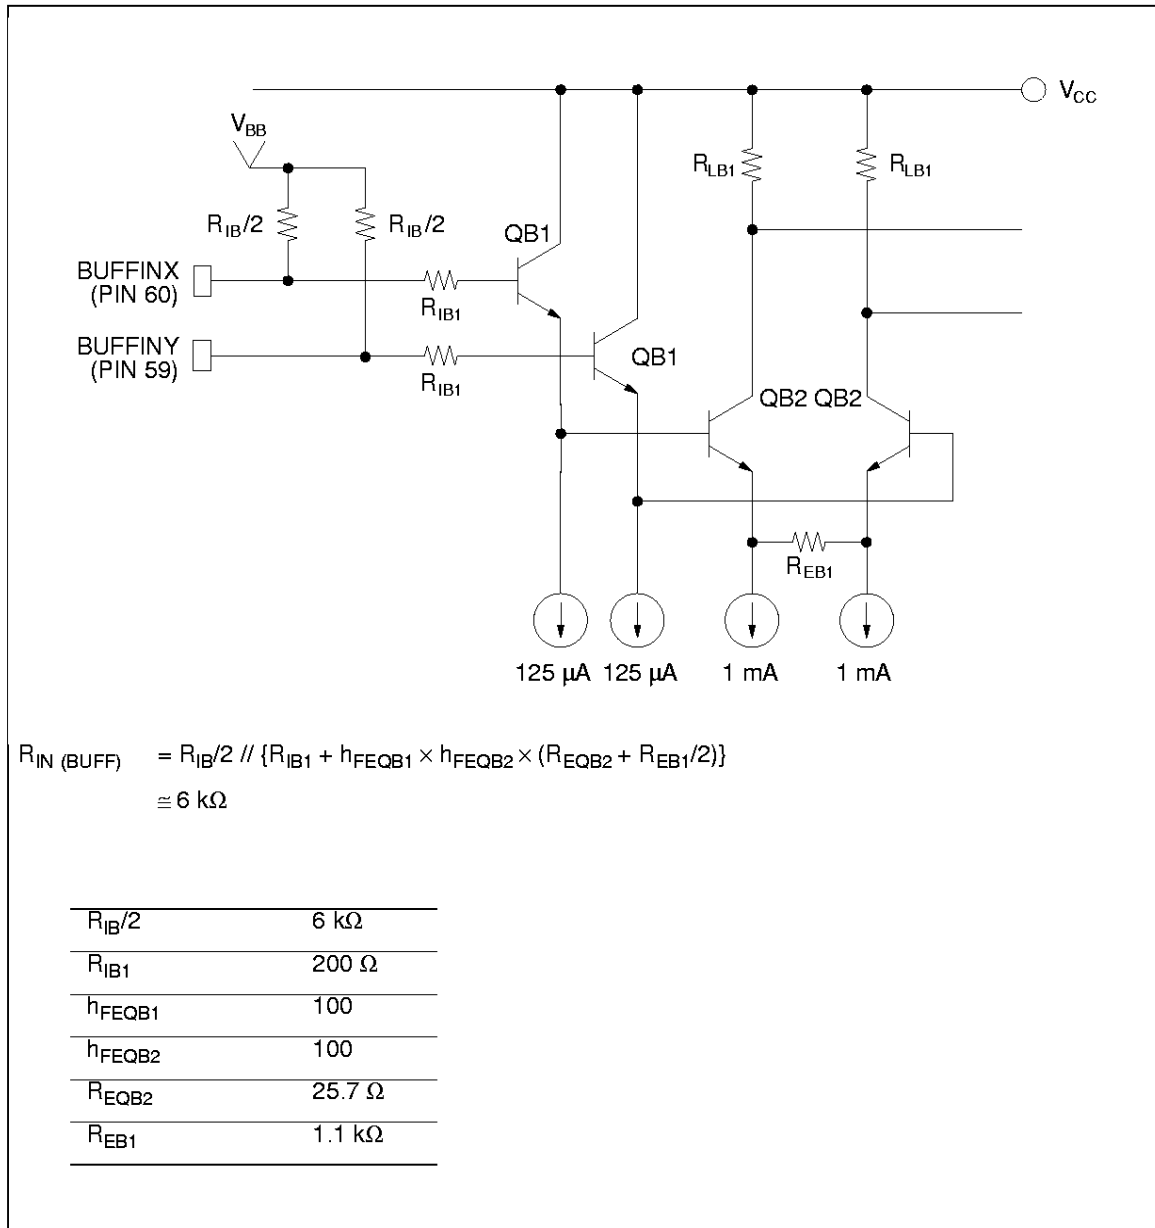 V_CC
V_BB
R_LB1 R_LB1
R_IB/2 R_IB/2
QB1
BUFFINX
(PIN 60)
R_IB1
BUFFINY
(PIN 59)
R_IB1
QB1
QB2 QB2
R_EB1
125 μA 125 μA 1 mA 1 mA
R_IN (BUFF) = R_IB/2 // {R_IB1 + h_FEQB1 × h_FEQB2 × (R_EQB2 + R_EB1/2)}
≅ 6 kΩ
R_IB/2 6 kΩ
R_IB1 200 Ω
h_FEQB1 100
h_FEQB2 100
R_EQB2 25.7 Ω
R_EB1 1.1 kΩ